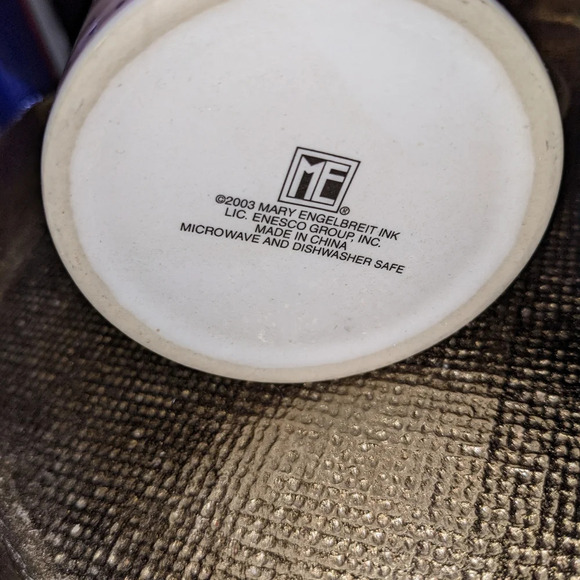 ME®
©2003 MARY ENGELBREIT INK
LIC. ENESCO GROUP, INC.
MADE IN CHINA
MICROWAVE AND DISHWASHER SAFE